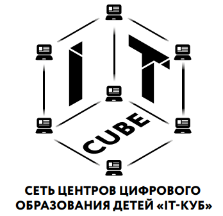 IT
CUBE
СЕТЬ ЦЕНТРОВ ЦИФРОВОГО
ОБРАЗОВАНИЯ ДЕТЕЙ «IT-КУБ»